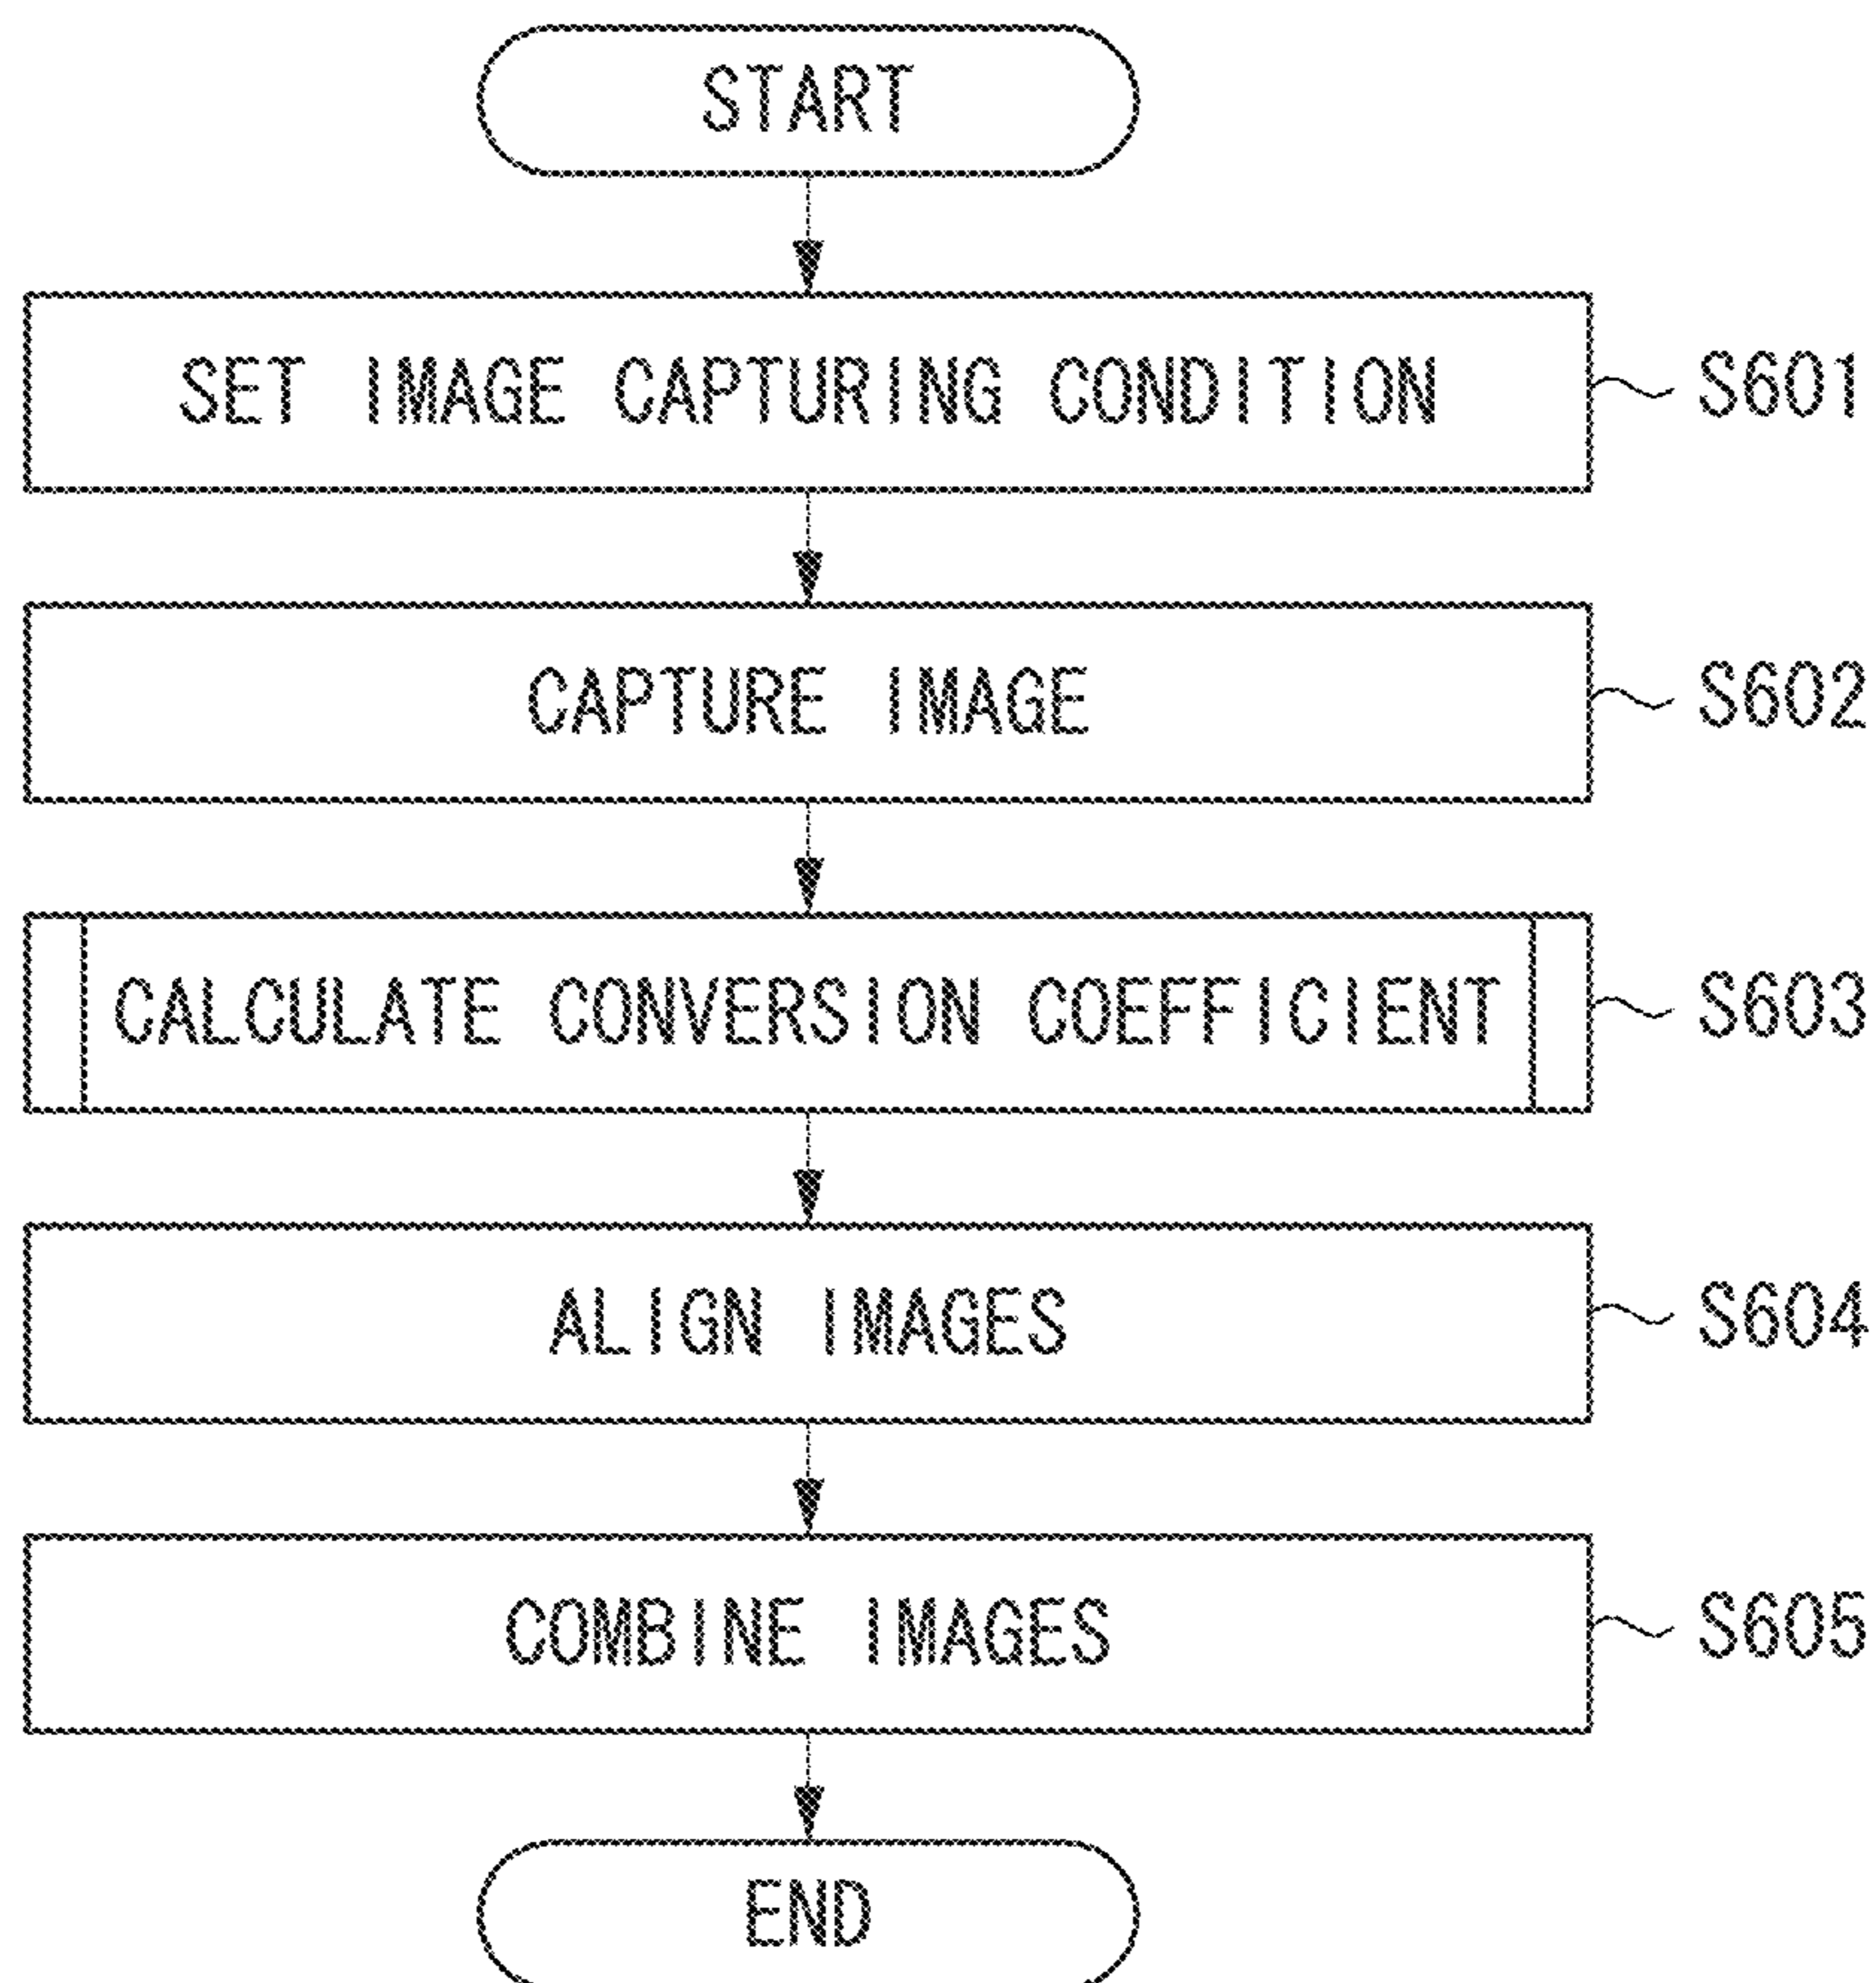 START
SET IMAGE CAPTURING CONDITION
S601
CAPTURE IMAGE
S602
CALCULATE CONVERSION COEFFICIENT
S603
ALIGN IMAGES
S604
COMBINE IMAGES
S605
END